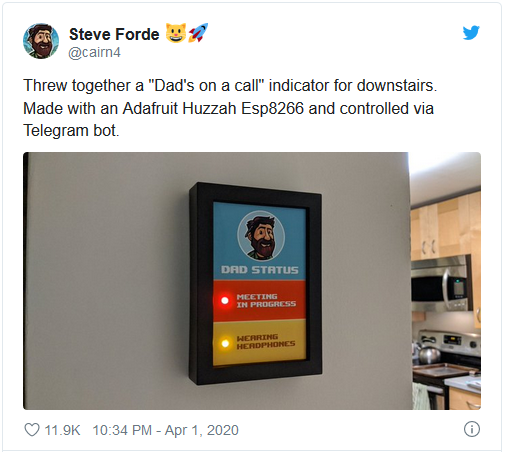 Steve Forde 😺🚀
@cairn4
Threw together a "Dad's on a call" indicator for downstairs.
Made with an Adafruit Huzzah Esp8266 and controlled via
Telegram bot.
DAD STATUS
MEETING
IN PROGRESS
WEARING
HEADPHONES
11.9K 10:34 PM - Apr 1, 2020